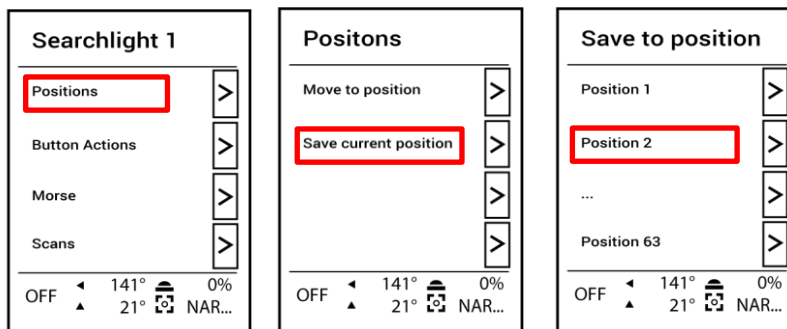 Searchlight 1
Positions
Button Actions
Morse
Scans
OFF 141° 0%
21° NAR...
Positons
Move to position
Save current position
OFF 141° 0%
21° NAR...
Save to position
Position 1
Position 2
...
Position 63
OFF 141° 0%
21° NAR...